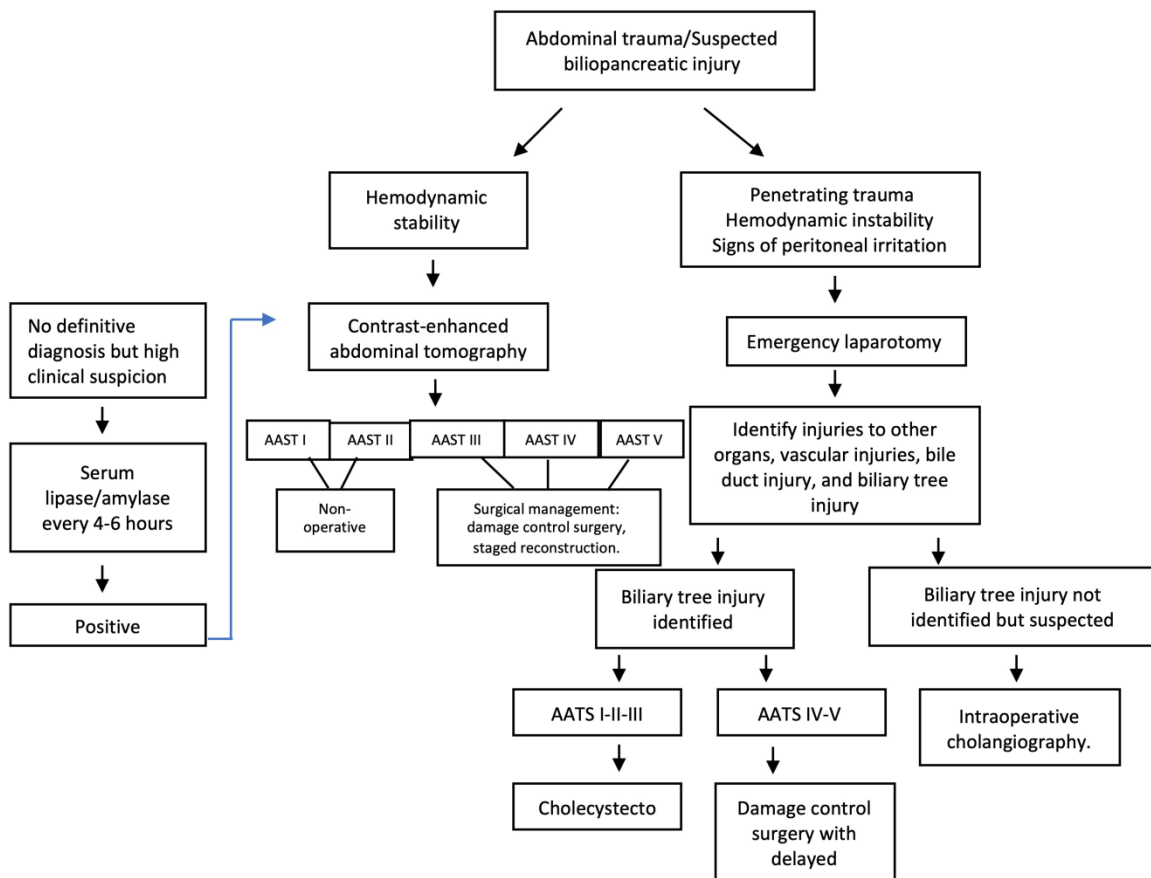 Abdominal trauma/Suspected
biliopancreatic injury
Hemodynamic
stability
Penetrating trauma
Hemodynamic instability
Signs of peritoneal irritation
No definitive
diagnosis but high
clinical suspicion
Contrast-enhanced
abdominal tomography
Emergency laparotomy
AAST I
AAST II
AAST III
AAST IV
AAST V
Identify injuries to other
organs, vascular injuries, bile
duct injury, and biliary tree
injury
Serum
lipase/amylase
every 4-6 hours
Non-
operative
Surgical management:
damage control surgery,
staged reconstruction.
Positive
Biliary tree injury
identified
Biliary tree injury not
identified but suspected
AATS I-II-III
AATS IV-V
Intraoperative
cholangiography.
Cholecystecto
Damage control
surgery with
delayed